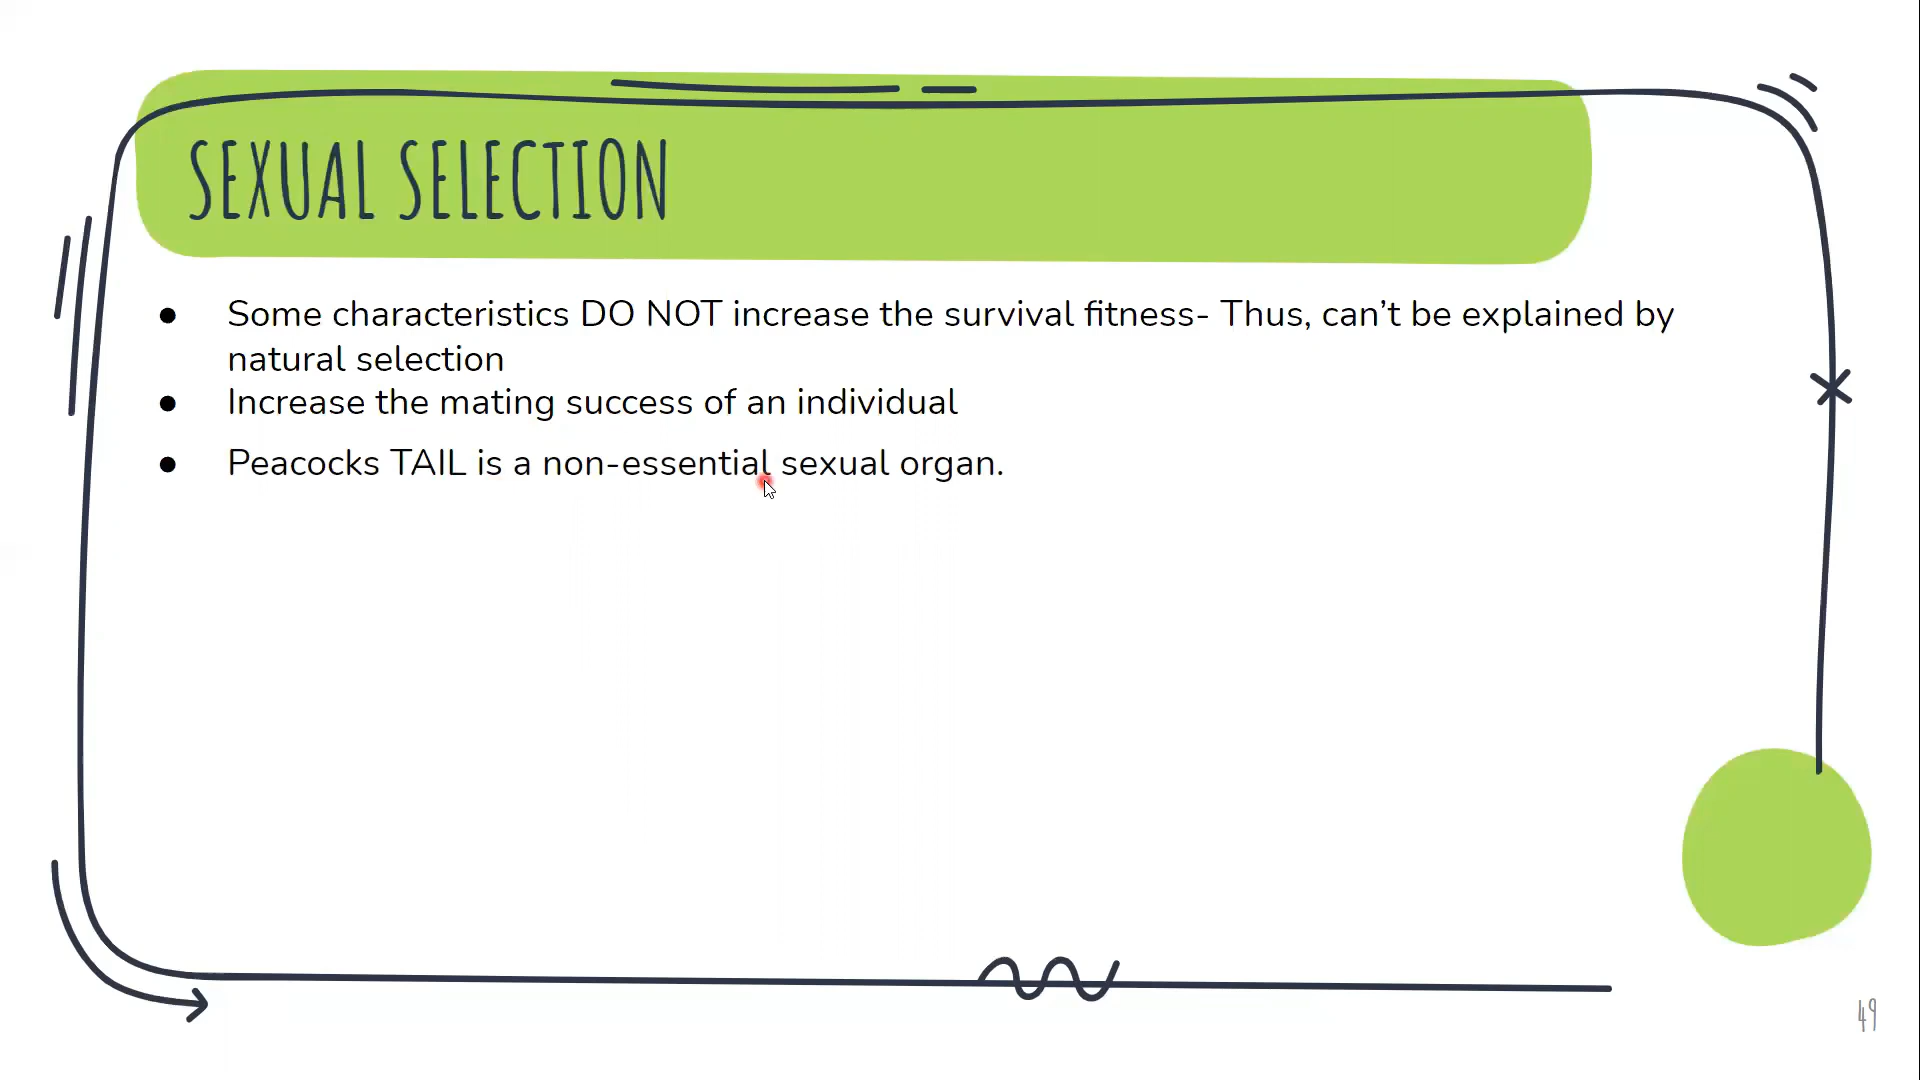 SEXUAL SELECTION
● Some characteristics DO NOT increase the survival fitness- Thus, can’t be explained by
natural selection
● Increase the mating success of an individual
● Peacocks TAIL is a non-essential sexual organ.
49